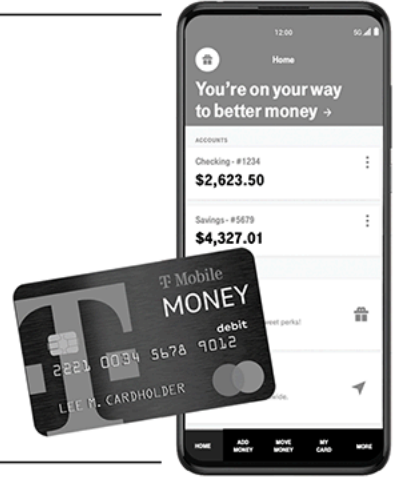 12:00
5G
Home
You're on your way
to better money →
ACCOUNTS
Checking - #1234
$2,623.50
Savings - #5679
$4,327.01
T Mobile
MONEY
debit
2221 0034 5678 9012
LEE M. CARDHOLDER
perks!
HOME
ADD
MONEY
MOVE
MONEY
MY
CARD
MORE